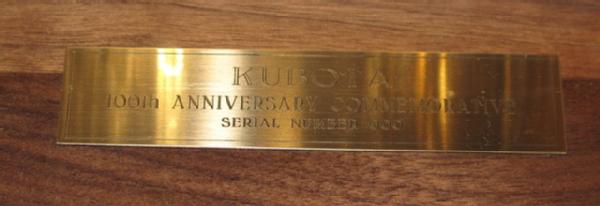 KUBOTA
100th ANNIVERSARY COMMEMORATIVE
SERIAL NUMBER